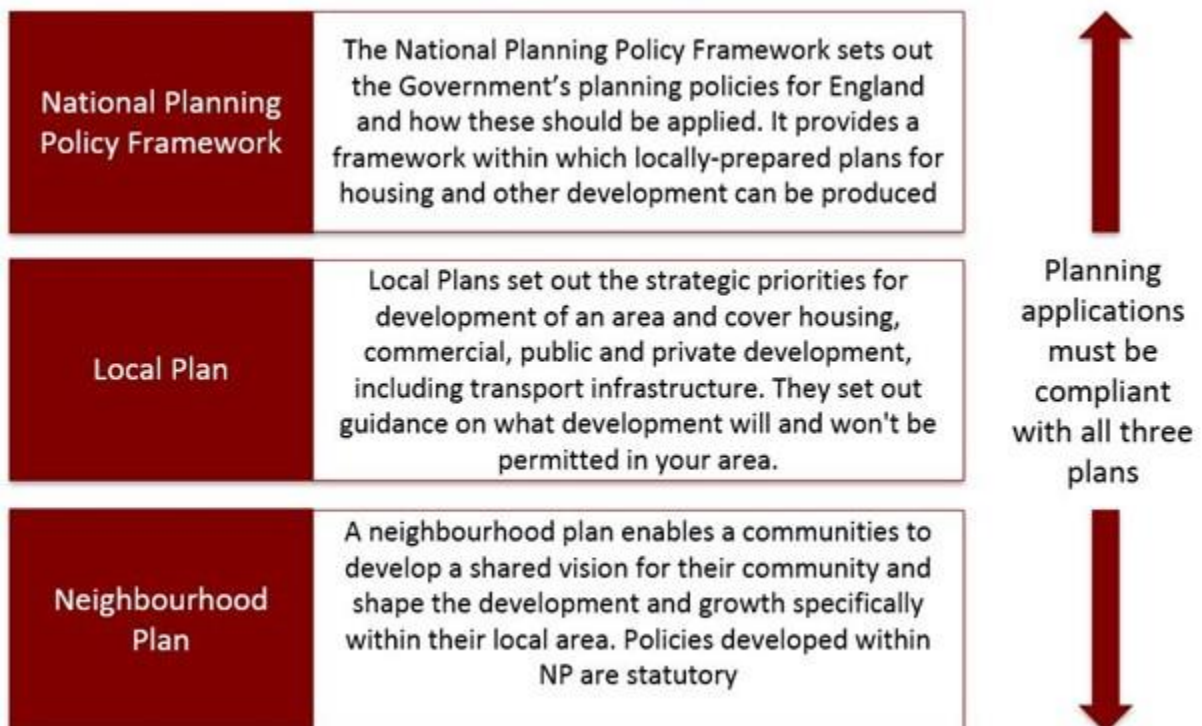 National Planning
Policy Framework
The National Planning Policy Framework sets out
the Government’s planning policies for England
and how these should be applied. It provides a
framework within which locally-prepared plans for
housing and other development can be produced
Local Plan
Local Plans set out the strategic priorities for
development of an area and cover housing,
commercial, public and private development,
including transport infrastructure. They set out
guidance on what development will and won't be
permitted in your area.
Neighbourhood
Plan
A neighbourhood plan enables a communities to
develop a shared vision for their community and
shape the development and growth specifically
within their local area. Policies developed within
NP are statutory
Planning
applications
must be
compliant
with all three
plans